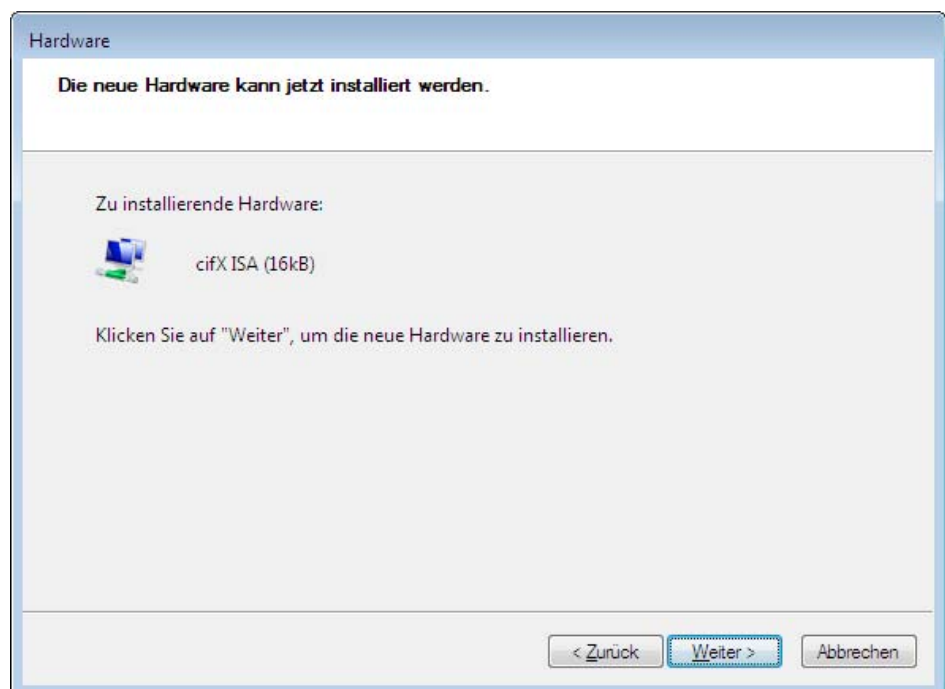 Hardware
Die neue Hardware kann jetzt installiert werden.
Zu installierende Hardware:
cifX ISA (16kB)
Klicken Sie auf "Weiter", um die neue Hardware zu installieren.
< Zurück Weiter > Abbrechen